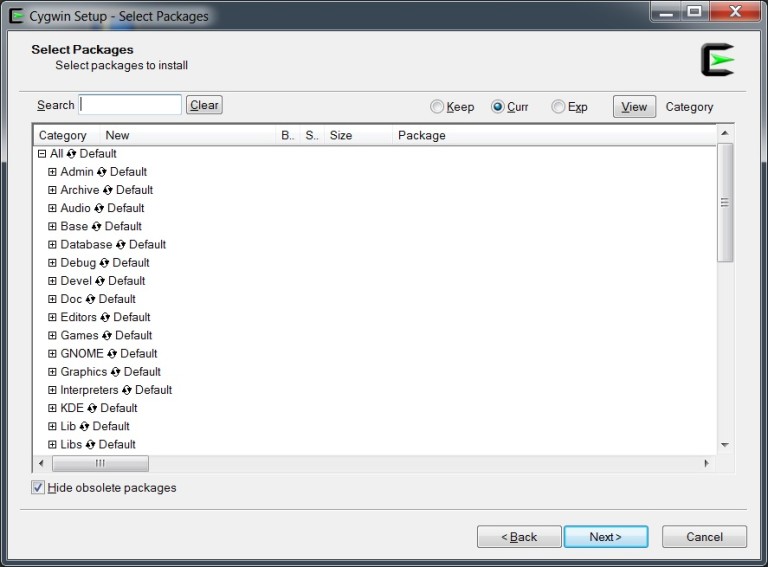 Cygwin Setup - Select Packages
Select Packages
Select packages to install
Search Clear Keep Curr Exp View Category
Category New B.. S.. Size Package
All Default
Admin Default
Archive Default
Audio Default
Base Default
Database Default
Debug Default
Devel Default
Doc Default
Editors Default
Games Default
GNOME Default
Graphics Default
Interpreters Default
KDE Default
Lib Default
Libs Default
Hide obsolete packages
< Back Next > Cancel